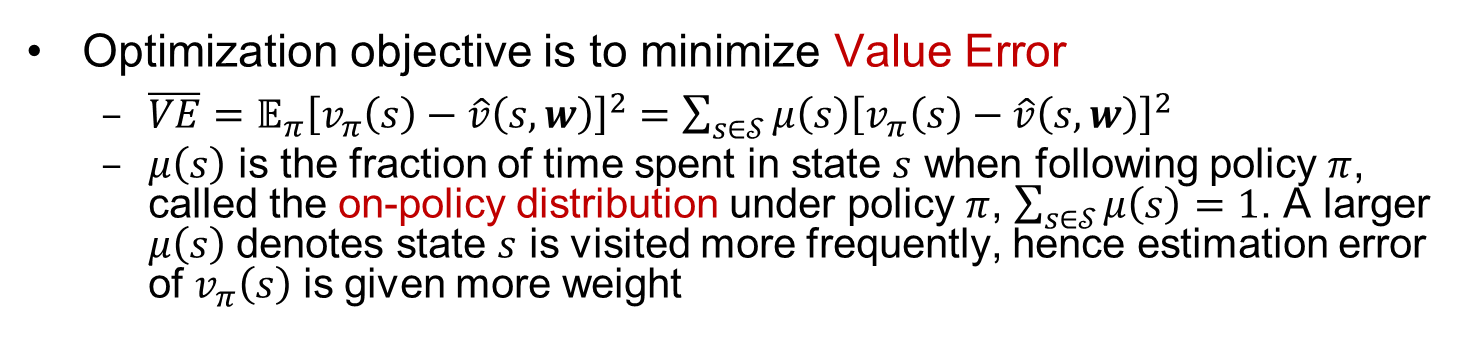 • Optimization objective is to minimize Value Error
– $\overline{VE} = \mathbb{E}_\pi[v_\pi(s) - \hat{v}(s, \boldsymbol{w})]^2 = \sum_{s \in \mathcal{S}} \mu(s)[v_\pi(s) - \hat{v}(s, \boldsymbol{w})]^2$
– $\mu(s)$ is the fraction of time spent in state $s$ when following policy $\pi$,
called the on-policy distribution under policy $\pi$, $\sum_{s \in \mathcal{S}} \mu(s) = 1$. A larger
$\mu(s)$ denotes state $s$ is visited more frequently, hence estimation error
of $v_\pi(s)$ is given more weight